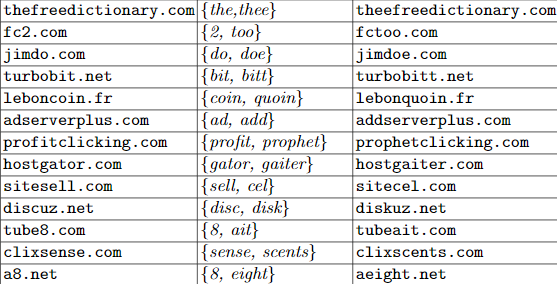 thefreedictionary.com {the,thee} theefreedictionary.com
fc2.com {2, too} fctoo.com
jimdo.com {do, doe} jimdoe.com
turbobit.net {bit, bitt} turbobitt.net
leboncoin.fr {coin, quoin} lebonquoin.fr
adserverplus.com {ad, add} addserverplus.com
profitclicking.com {profit, prophet} prophetclicking.com
hostgator.com {gator, gaiter} hostgaiter.com
sitesell.com {sell, cel} sitecel.com
discuz.net {disc, disk} diskuz.net
tube8.com {8, ait} tubeait.com
clixsense.com {sense, scents} clixscents.com
a8.net {8, eight} aeight.net